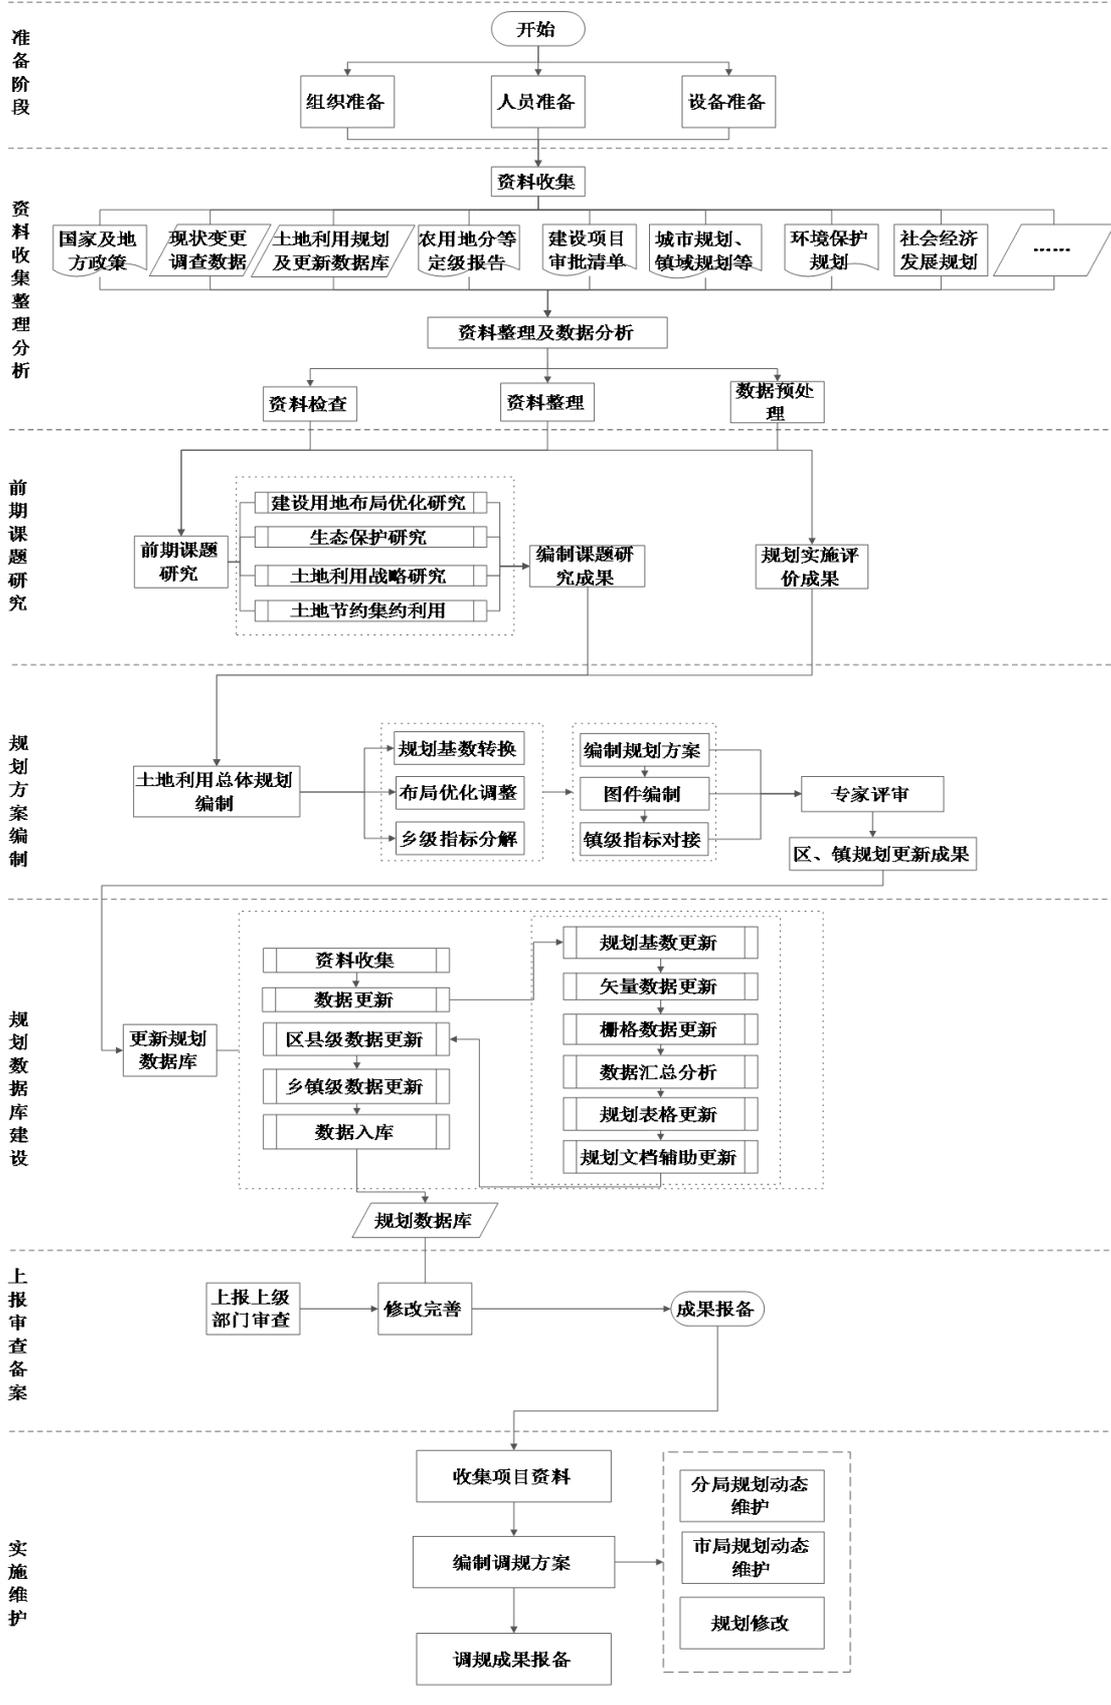 准备阶段
开始
组织准备
人员准备
设备准备
资料收集整理分析
资料收集
国家及地
方政策
现状变更
调查数据
土地利用规划
及更新数据库
农用地分等
定级报告
建设项目
审批清单
城市规划、
镇域规划等
环境保护
规划
社会经济
发展规划
……
资料整理及数据分析
资料检查
资料整理
数据预处
理
前期课题研究
前期课题
研究
建设用地布局优化研究
生态保护研究
土地利用战略研究
土地节约集约利用
编制课题研
究成果
规划实施评
价成果
规划方案编制
土地利用总体规划
编制
规划基数转换
布局优化调整
乡级指标分解
编制规划方案
图件编制
镇级指标对接
专家评审
区、镇规划更新成果
规划数据库建设
更新规划
数据库
资料收集
数据更新
区县级数据更新
乡镇级数据更新
数据入库
规划基数更新
矢量数据更新
栅格数据更新
数据汇总分析
规划表格更新
规划文档辅助更新
规划数据库
上报审查备案
上报上级
部门审查
修改完善
成果报备
实施维护
收集项目资料
编制调规方案
调规成果报备
分局规划动态
维护
市局规划动态
维护
规划修改